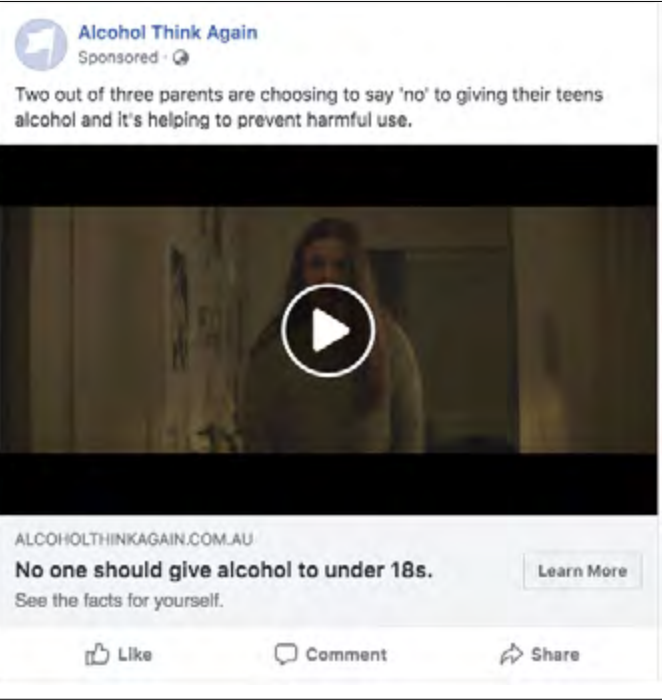 Alcohol Think Again
Sponsored ·
Two out of three parents are choosing to say 'no' to giving their teens
alcohol and it's helping to prevent harmful use.
ALCOHOLTHINKAGAIN.COM.AU
No one should give alcohol to under 18s.
Learn More
See the facts for yourself.
Like
Comment
Share